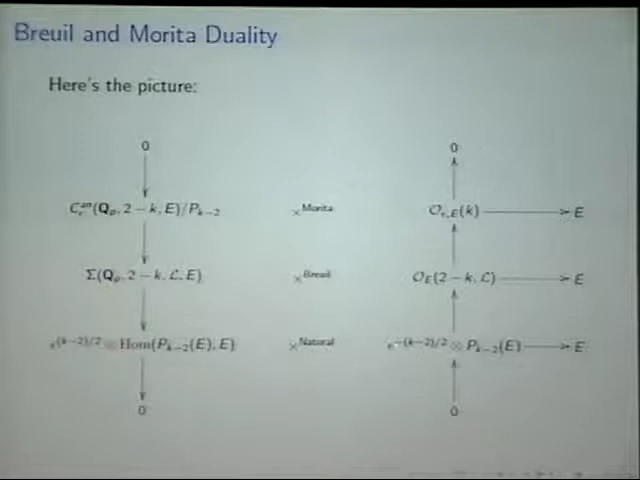 Breuil and Morita Duality
Here's the picture:
0 0
C_c^{an}(Q_p, 2 − k, E)/P_{k−2} ×^{Morita} O_{c,E}(k) → E
Σ(Q_p, 2 − k, ℒ, E) ×^{Breuil} O_E(2 − k, ℒ) → E
ε^{(k−2)/2} ⊗ Hom(P_{k−2}(E), E) ×^{Natural} ε^{−(k−2)/2} ⊗ P_{k−2}(E) → E
0 0